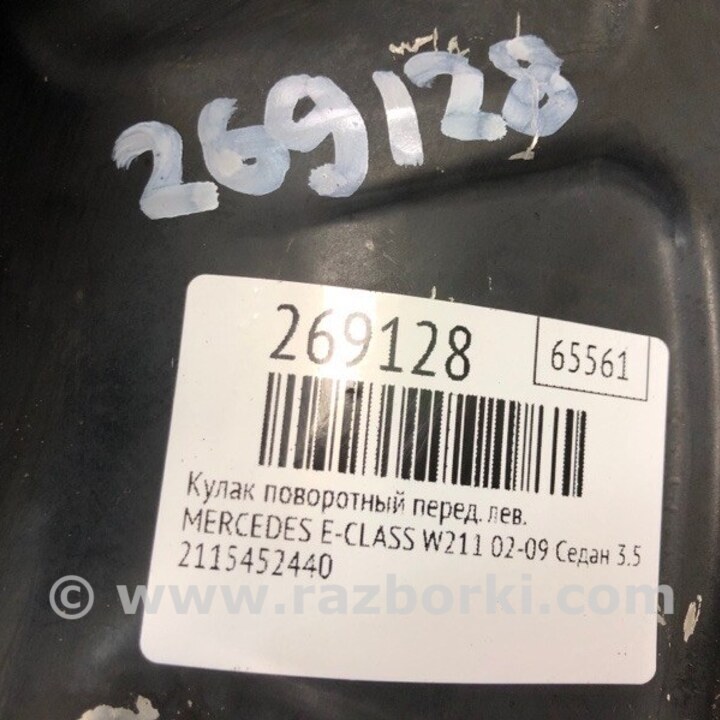 269128
269128
65561
Кулак поворотный перед. лев.
MERCEDES E-CLASS W211 02-09 Седан 3.5
2115452440
© www.razborki.com